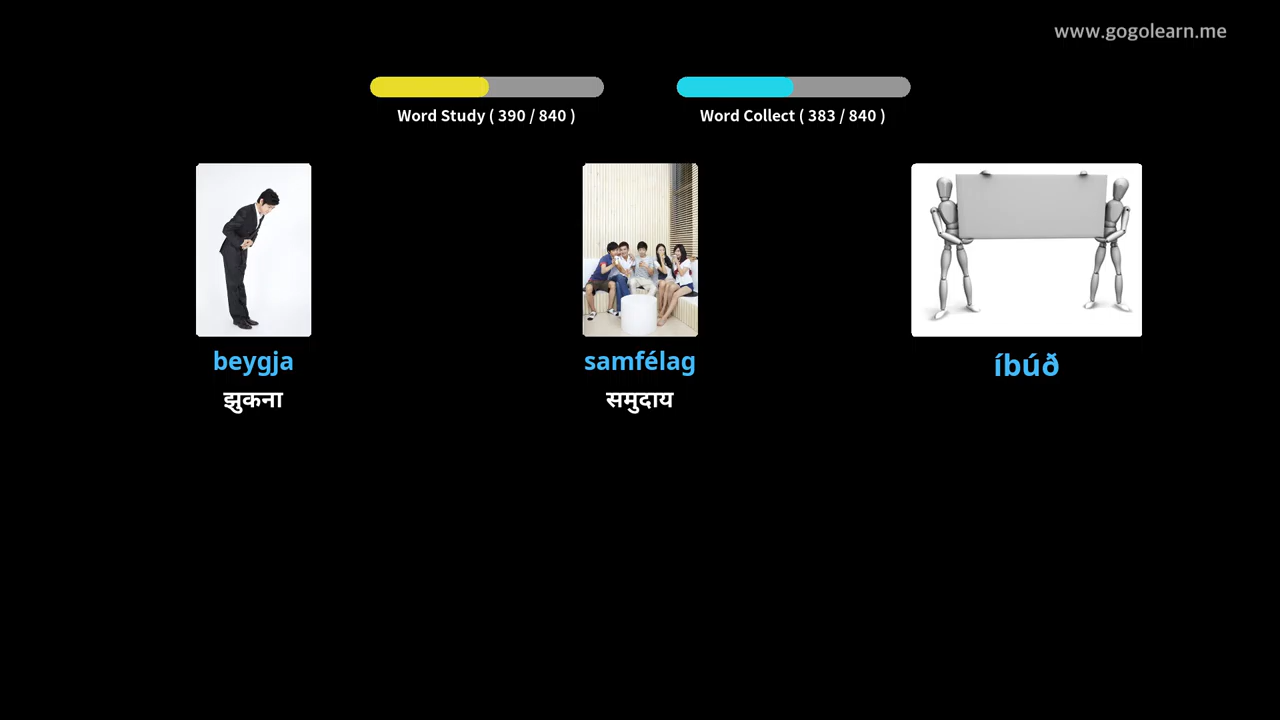 www.gogolearn.me
Word Study ( 390 / 840 )
Word Collect ( 383 / 840 )
beygja
झुकना
samfélag
समुदाय
íbúð